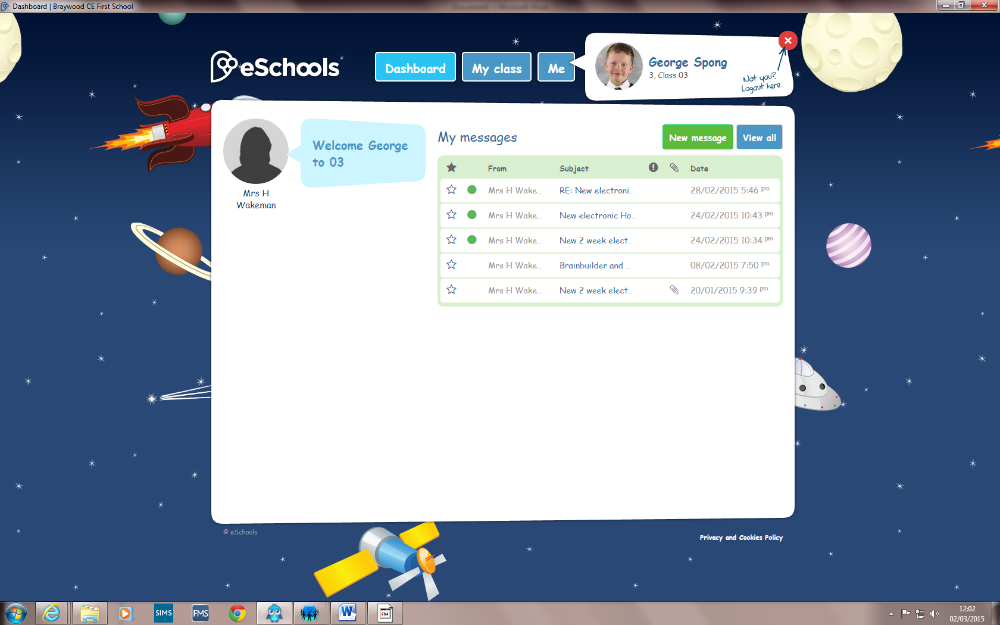 Dashboard | Braywood CE First School
eSchools
Dashboard
My class
Me
George Spong
3, Class 03
Not you?
Logout here
Mrs H
Wakeman
Welcome George
to 03
My messages
New message
View all
From Subject Date
Mrs H Wake... RE: New electroni... 28/02/2015 5:46 pm
Mrs H Wake... New electronic Ho... 24/02/2015 10:43 pm
Mrs H Wake... New 2 week elect... 24/02/2015 10:34 pm
Mrs H Wake... Brainbuilder and ... 08/02/2015 7:50 pm
Mrs H Wake... New 2 week elect... 20/01/2015 9:39 pm
© eSchools
Privacy and Cookies Policy
SIMS
FMS
12:02
02/03/2015